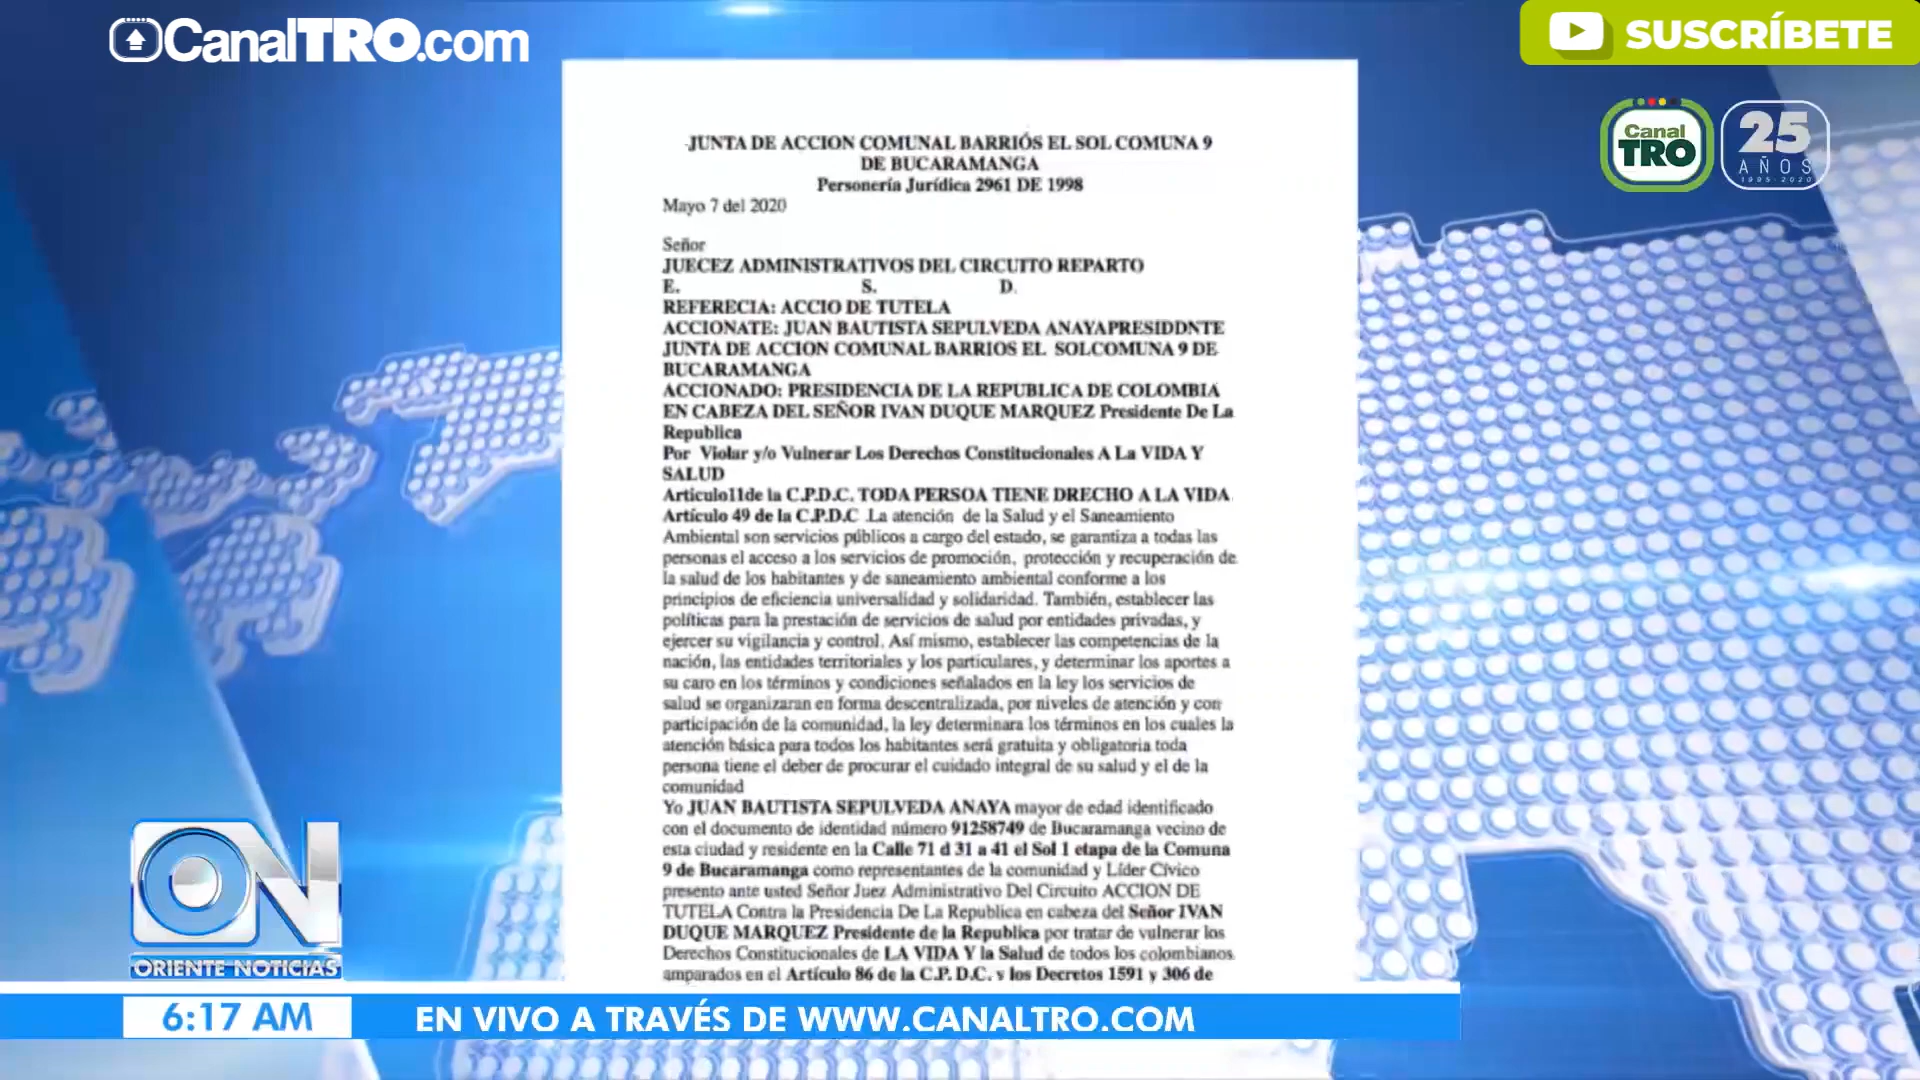 CanalTRO.com
SUSCRÍBETE
Canal
TRO
25
AÑOS
1995-2020
JUNTA DE ACCION COMUNAL BARRIÓS EL SOL COMUNA 9
DE BUCARAMANGA
Personería Jurídica 2961 DE 1998
Mayo 7 del 2020
Señor
JUECEZ ADMINISTRATIVOS DEL CIRCUITO REPARTO
E. S. D.
REFERECIA: ACCIO DE TUTELA
ACCIONATE: JUAN BAUTISTA SEPULVEDA ANAYAPRESIDDNTE
JUNTA DE ACCION COMUNAL BARRIOS EL SOLCOMUNA 9 DE
BUCARAMANGA
ACCIONADO: PRESIDENCIA DE LA REPUBLICA DE COLOMBIA
EN CABEZA DEL SEÑOR IVAN DUQUE MARQUEZ Presidente De La
Republica
Por Violar y/o Vulnerar Los Derechos Constitucionales A La VIDA Y
SALUD
Articulo11de la C.P.D.C. TODA PERSOA TIENE DRECHO A LA VIDA
Artículo 49 de la C.P.D.C .La atención de la Salud y el Saneamiento
Ambiental son servicios públicos a cargo del estado, se garantiza a todas las
personas el acceso a los servicios de promoción, protección y recuperación de
la salud de los habitantes y de saneamiento ambiental conforme a los
principios de eficiencia universalidad y solidaridad. También, establecer las
políticas para la prestación de servicios de salud por entidades privadas, y
ejercer su vigilancia y control. Así mismo, establecer las competencias de la
nación, las entidades territoriales y los particulares, y determinar los aportes a
su caro en los términos y condiciones señalados en la ley los servicios de
salud se organizaran en forma descentralizada, por niveles de atención y con
participación de la comunidad, la ley determinara los términos en los cuales la
atención básica para todos los habitantes será gratuita y obligatoria toda
persona tiene el deber de procurar el cuidado integral de su salud y el de la
comunidad
Yo JUAN BAUTISTA SEPULVEDA ANAYA mayor de edad identificado
con el documento de identidad número 91258749 de Bucaramanga vecino de
esta ciudad y residente en la Calle 71 d 31 a 41 el Sol 1 etapa de la Comuna
9 de Bucaramanga como representantes de la comunidad y Líder Cívico
presento ante usted Señor Juez Administrativo Del Circuito ACCION DE
TUTELA Contra la Presidencia De La Republica en cabeza del Señor IVAN
DUQUE MARQUEZ Presidente de la Republica por tratar de vulnerar los
Derechos Constitucionales de LA VIDA Y la Salud de todos los colombianos
amparados en el Artículo 86 de la C.P. D.C. y los Decretos 1591 y 306 de
ON
ORIENTE NOTICIAS
6:17 AM
EN VIVO A TRAVÉS DE WWW.CANALTRO.COM